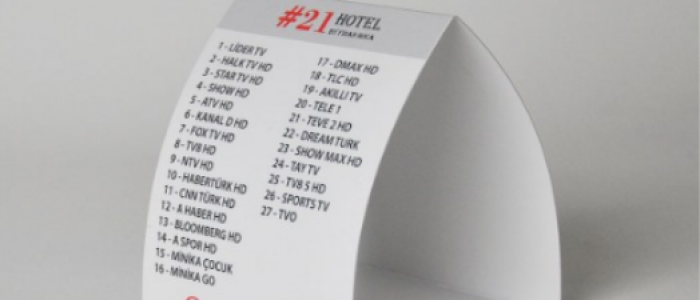 #21 HOTEL
BEYDAĞI
1 - LİDER TV
2 - HALK TV HD
3 - STAR TV HD
4 - SHOW HD
5 - ATV HD
6 - KANAL D HD
7 - FOX TV HD
8 - TV8 HD
9 - NTV HD
10 - HABERTÜRK HD
11 - CNN TÜRK HD
12 - A HABER HD
13 - BLOOMBERG HD
14 - A SPOR HD
15 - MİNİKA ÇOCUK
16 - MİNİKA GO
17 - DMAX HD
18 - TLC HD
19 - AKILLI TV
20 - TELE 1
21 - TEVE 2 HD
22 - DREAM TURK
23 - SHOW MAX HD
24 - TAY TV
25 - TV8 5 HD
26 - SPORTS TV
27 - TVO